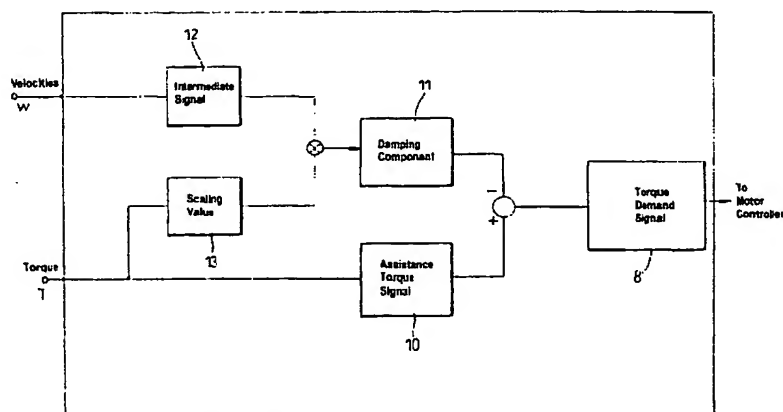 12
Velocities
W
Intermediate
Signal
11
Damping
Component
Scaling
Value
13
Torque
T
Assistance
Torque
Signal
10
-
+
Torque
Demand
Signal
8
To
Motor
Controller